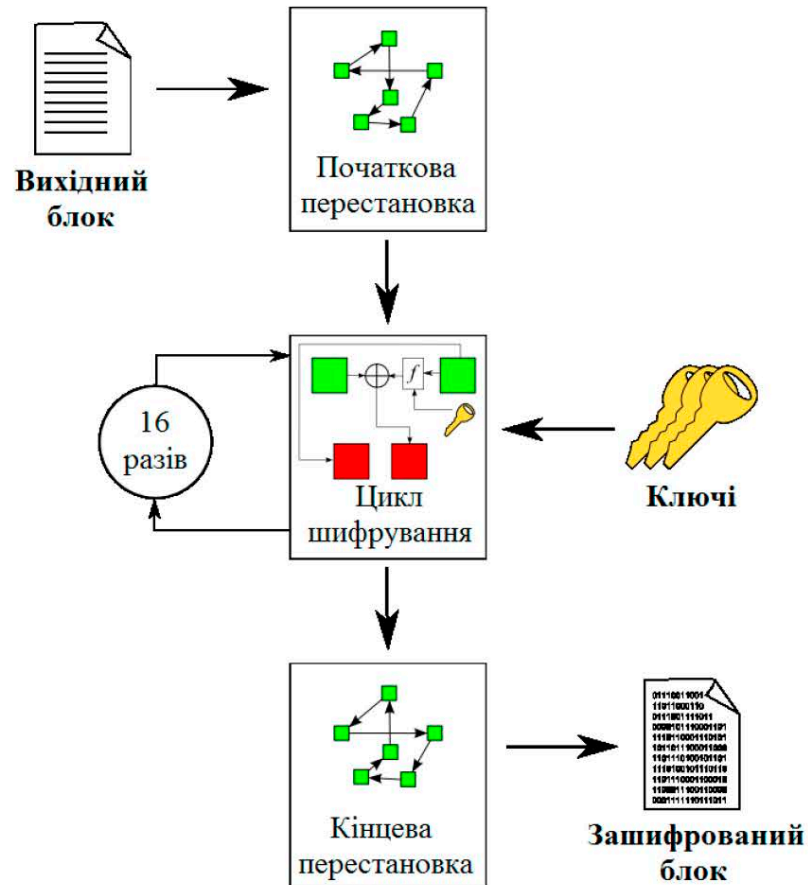 Вихідний
блок
Початкова
перестановка
f
16
разів
Цикл
шифрування
Ключі
Кінцева
перестановка
Зашифрований
блок